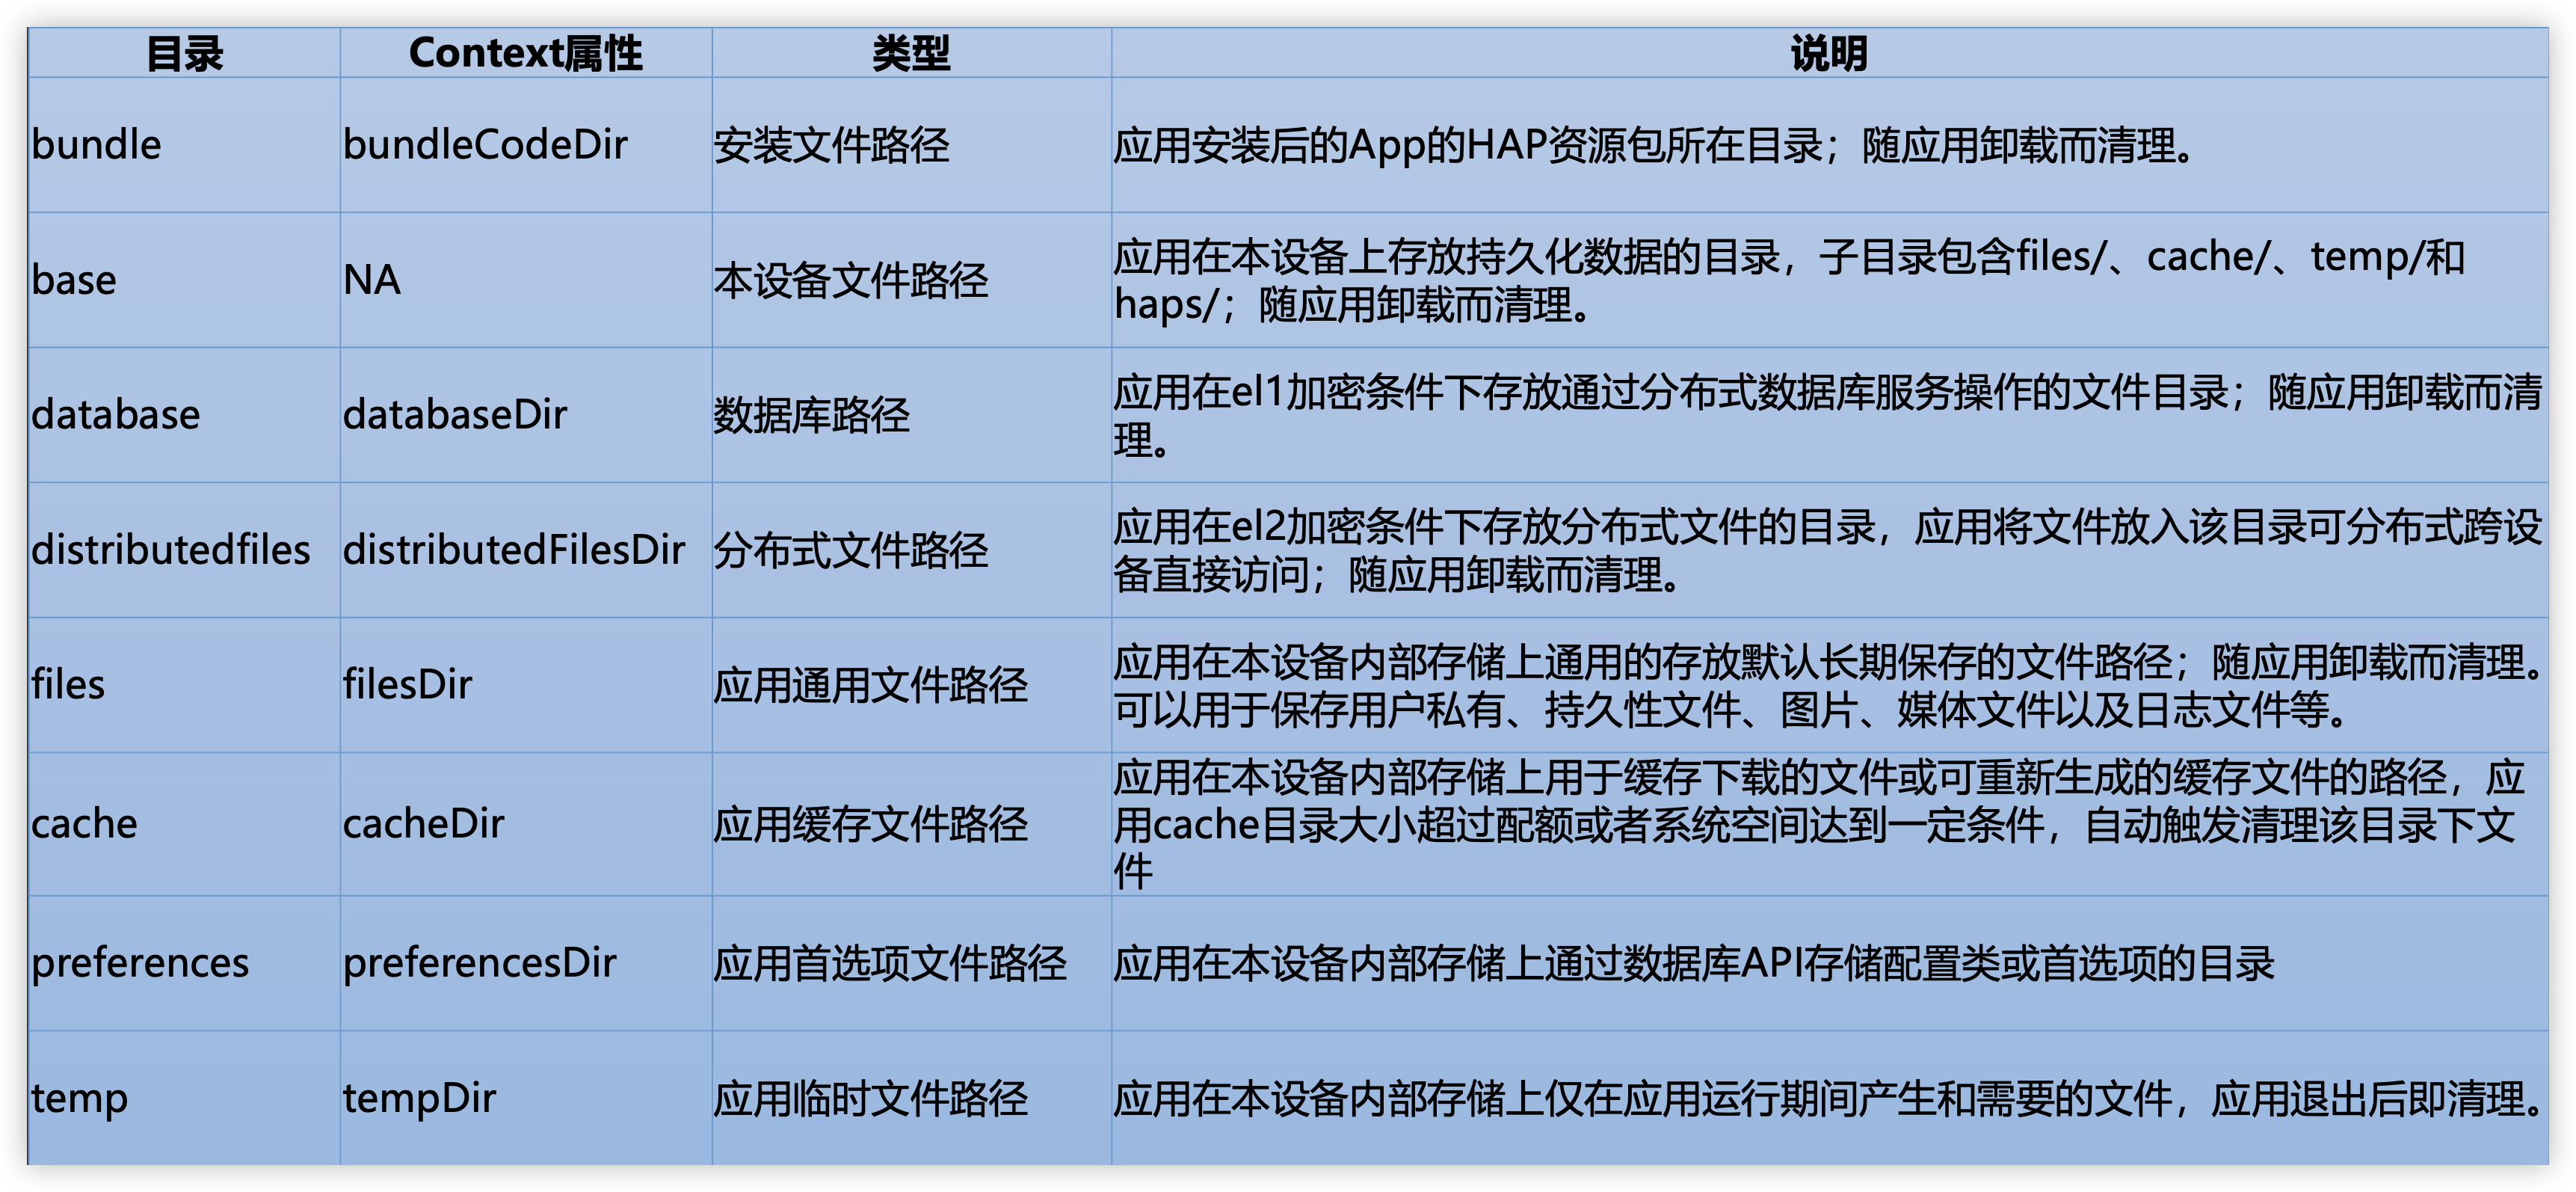 目录 Context属性 类型 说明
bundle bundleCodeDir 安装文件路径 应用安装后的App的HAP资源包所在目录；随应用卸载而清理。
base NA 本设备文件路径 应用在本设备上存放持久化数据的目录，子目录包含files/、cache/、temp/和
haps/；随应用卸载而清理。
database databaseDir 数据库路径 应用在el1加密条件下存放通过分布式数据库服务操作的文件目录；随应用卸载而清
理。
distributedfiles distributedFilesDir 分布式文件路径 应用在el2加密条件下存放分布式文件的目录，应用将文件放入该目录可分布式跨设
备直接访问；随应用卸载而清理。
files filesDir 应用通用文件路径 应用在本设备内部存储上通用的存放默认长期保存的文件路径；随应用卸载而清理。
可以用于保存用户私有、持久性文件、图片、媒体文件以及日志文件等。
cache cacheDir 应用缓存文件路径 应用在本设备内部存储上用于缓存下载的文件或可重新生成的缓存文件的路径，应
用cache目录大小超过配额或者系统空间达到一定条件，自动触发清理该目录下文
件
preferences preferencesDir 应用首选项文件路径 应用在本设备内部存储上通过数据库API存储配置类或首选项的目录
temp tempDir 应用临时文件路径 应用在本设备内部存储上仅在应用运行期间产生和需要的文件，应用退出后即清理。